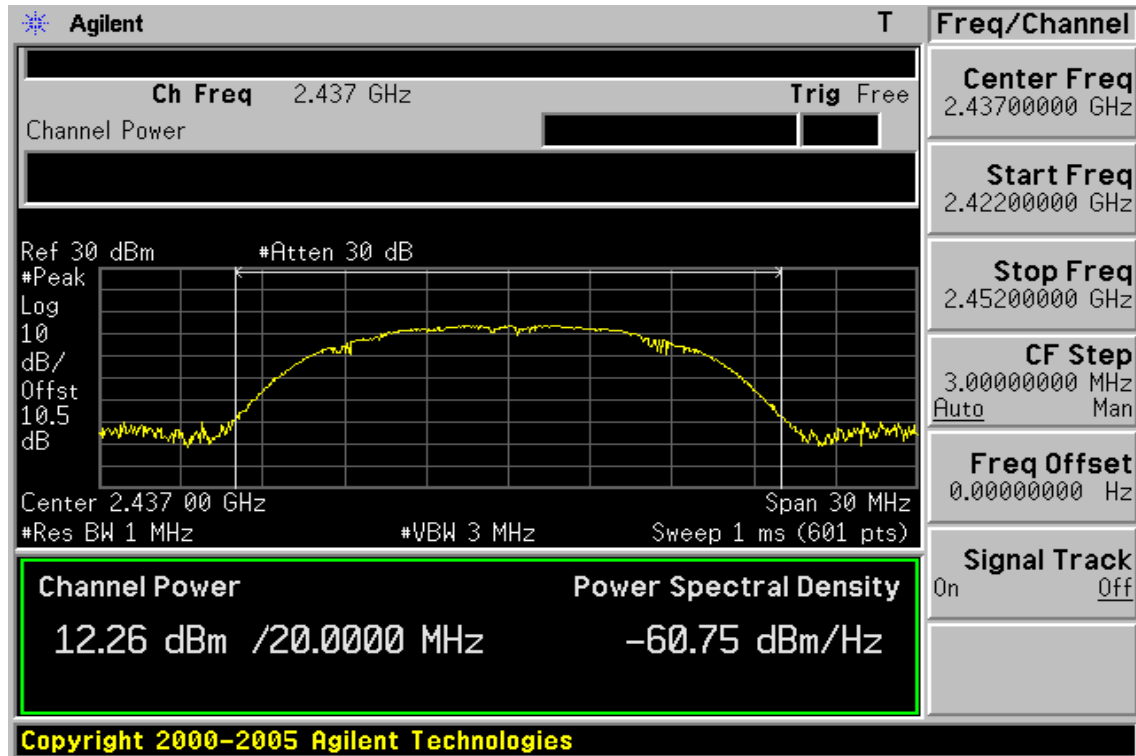 Agilent T
Freq/Channel
Ch Freq 2.437 GHz Trig Free
Channel Power
Ref 30 dBm #Atten 30 dB
#Peak
Log
10
dB/
Offst
10.5
dB
Center 2.437 00 GHz Span 30 MHz
#Res BW 1 MHz #VBW 3 MHz Sweep 1 ms (601 pts)
Channel Power Power Spectral Density
12.26 dBm /20.0000 MHz -60.75 dBm/Hz
Center Freq
2.43700000 GHz
Start Freq
2.42200000 GHz
Stop Freq
2.45200000 GHz
CF Step
3.00000000 MHz
Auto Man
Freq Offset
0.00000000 Hz
Signal Track
On Off
Copyright 2000-2005 Agilent Technologies